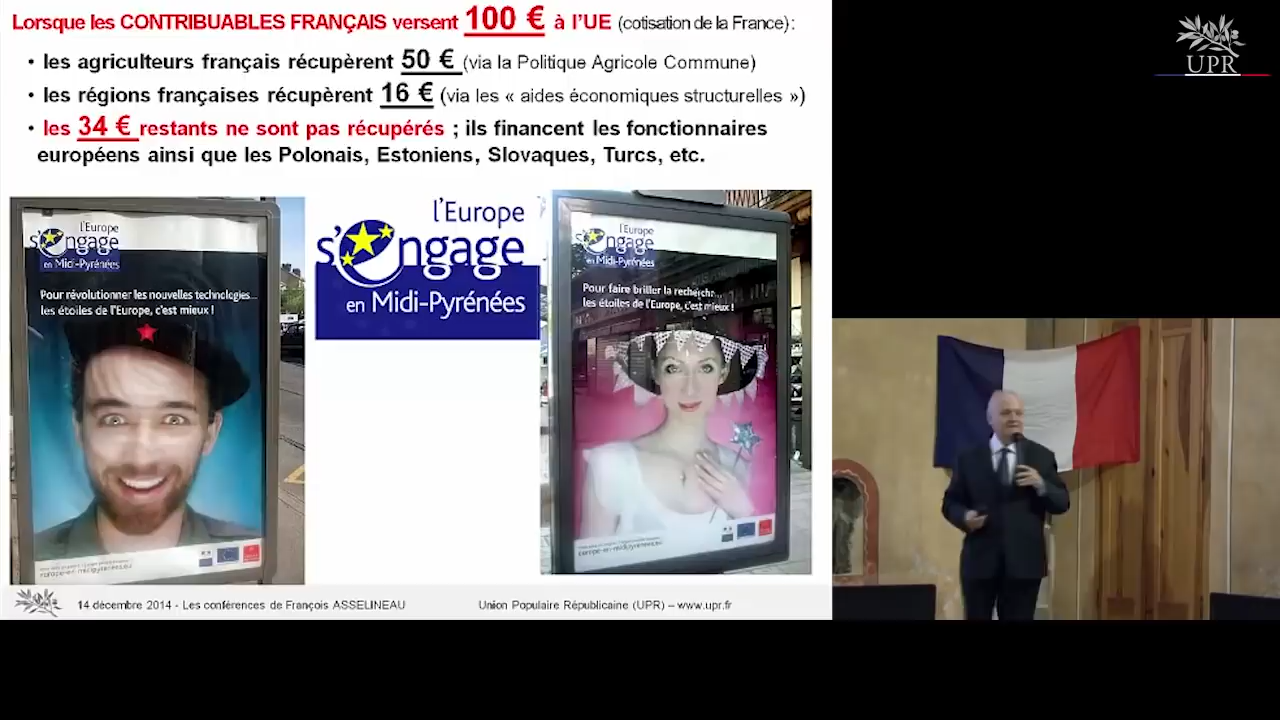 Lorsque les CONTRIBUABLES FRANÇAIS versent 100 € à l'UE (cotisation de la France) :
• les agriculteurs français récupèrent 50 € (via la Politique Agricole Commune)
• les régions françaises récupèrent 16 € (via les « aides économiques structurelles »)
• les 34 € restants ne sont pas récupérés ; ils financent les fonctionnaires
européens ainsi que les Polonais, Estoniens, Slovaques, Turcs, etc.
UPR
l'Europe
s'engage
en Midi-Pyrénées
Pour révolutionner les nouvelles technologies...
les étoiles de l'Europe, c'est mieux !
l'Europe
s'engage
en Midi-Pyrénées
l'Europe
s'engage
en Midi-Pyrénées
Pour faire briller la recherche...
les étoiles de l'Europe, c'est mieux !
14 décembre 2014 - Les conférences de François ASSELINEAU
Union Populaire Républicaine (UPR) – www.upr.fr